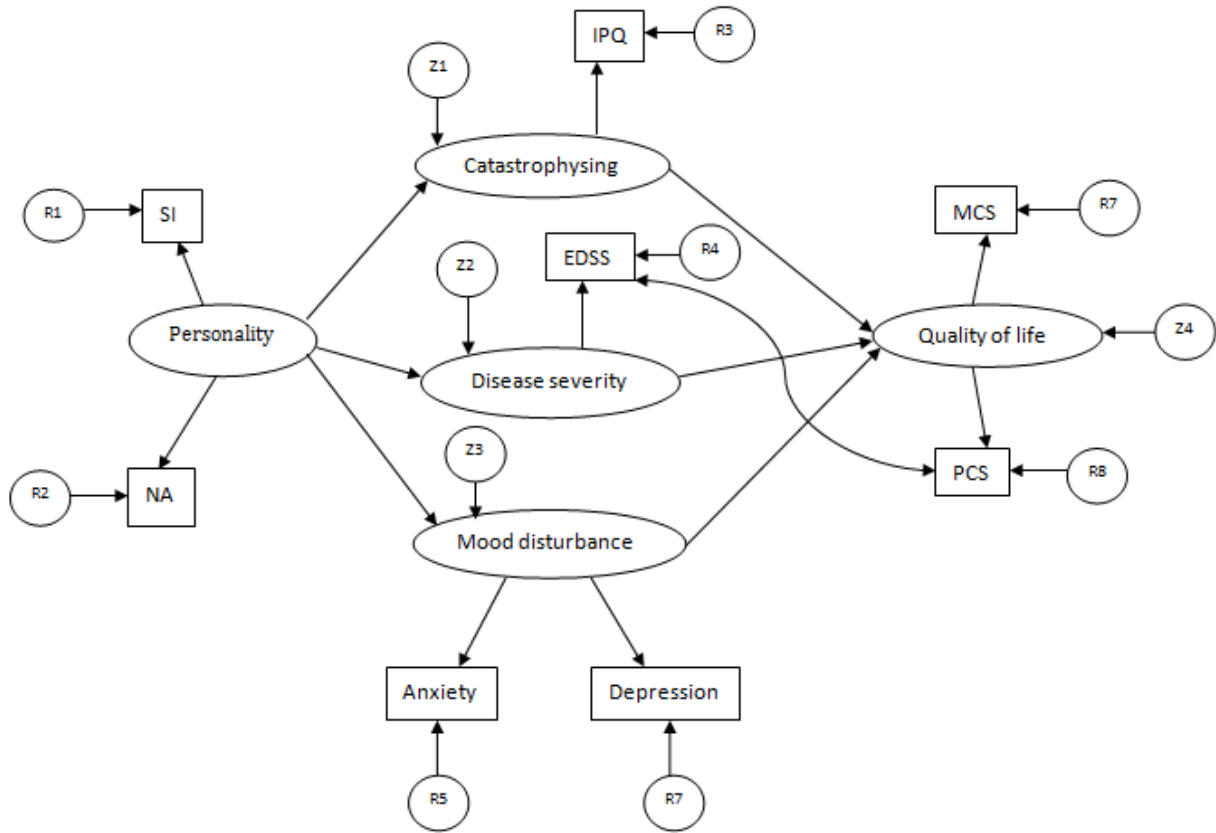 IPQ
R3
Z1
Catastrophysing
R1
SI
MCS
R7
EDSS
R4
Z2
Personality
Quality of life
Z4
Disease severity
Z3
R2
NA
PCS
R8
Mood disturbance
Anxiety
Depression
R5
R7